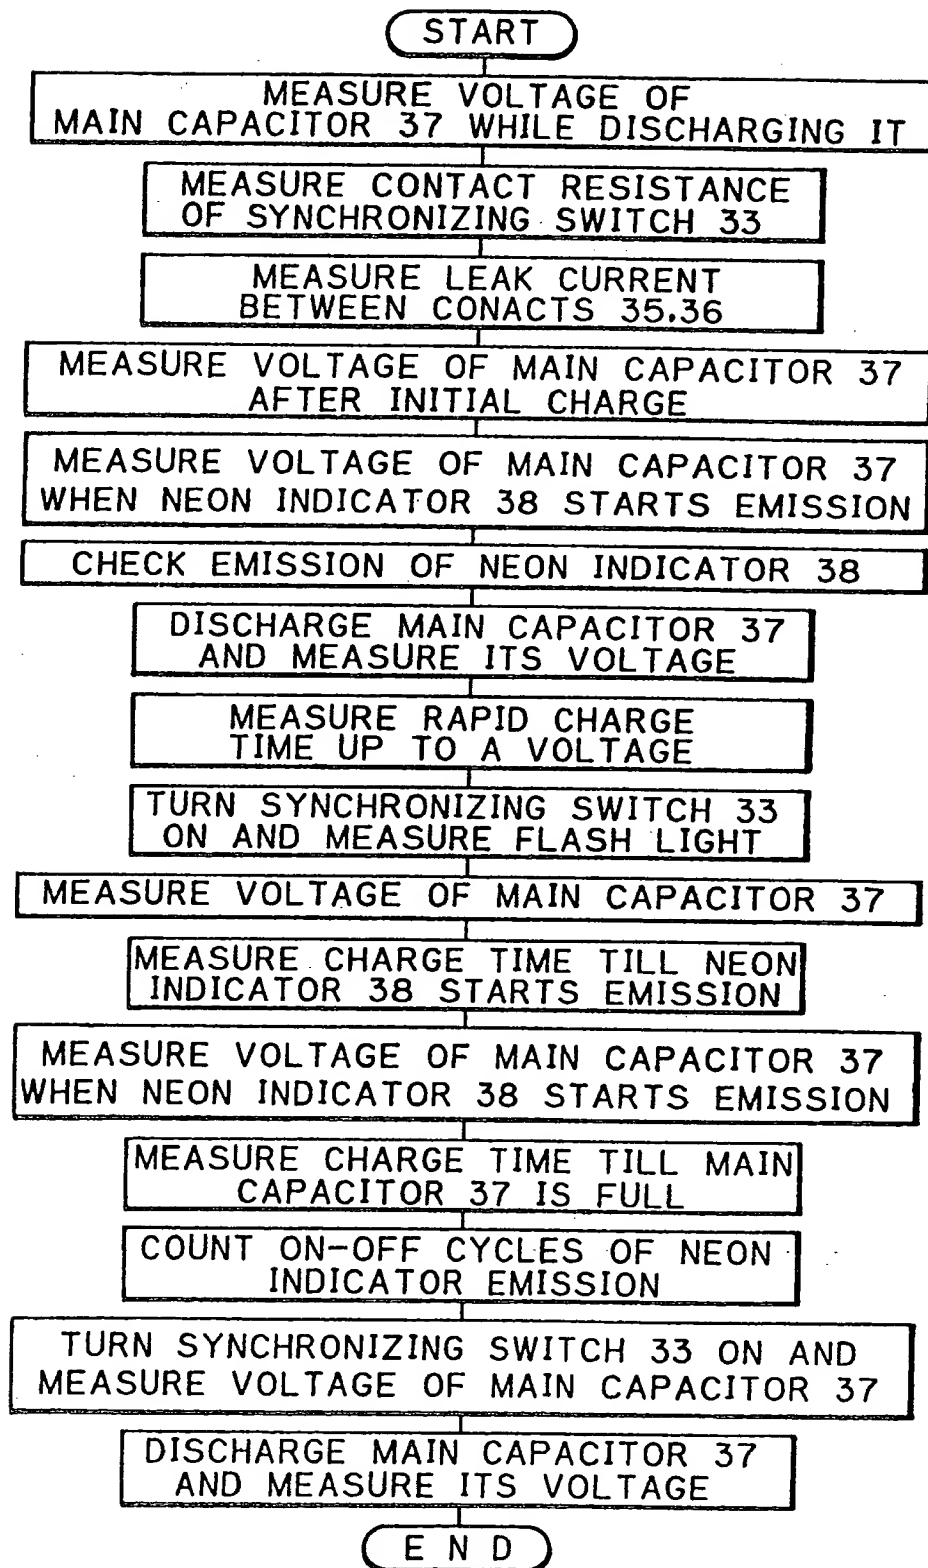 START
MEASURE VOLTAGE OF
MAIN CAPACITOR 37 WHILE DISCHARGING IT
MEASURE CONTACT RESISTANCE
OF SYNCHRONIZING SWITCH 33
MEASURE LEAK CURRENT
BETWEEN CONACTS 35.36
MEASURE VOLTAGE OF MAIN CAPACITOR 37
AFTER INITIAL CHARGE
MEASURE VOLTAGE OF MAIN CAPACITOR 37
WHEN NEON INDICATOR 38 STARTS EMISSION
CHECK EMISSION OF NEON INDICATOR 38
DISCHARGE MAIN CAPACITOR 37
AND MEASURE ITS VOLTAGE
MEASURE RAPID CHARGE
TIME UP TO A VOLTAGE
TURN SYNCHRONIZING SWITCH 33
ON AND MEASURE FLASH LIGHT
MEASURE VOLTAGE OF MAIN CAPACITOR 37
MEASURE CHARGE TIME TILL NEON
INDICATOR 38 STARTS EMISSION
MEASURE VOLTAGE OF MAIN CAPACITOR 37
WHEN NEON INDICATOR 38 STARTS EMISSION
MEASURE CHARGE TIME TILL MAIN
CAPACITOR 37 IS FULL
COUNT ON-OFF CYCLES OF NEON
INDICATOR EMISSION
TURN SYNCHRONIZING SWITCH 33 ON AND
MEASURE VOLTAGE OF MAIN CAPACITOR 37
DISCHARGE MAIN CAPACITOR 37
AND MEASURE ITS VOLTAGE
END